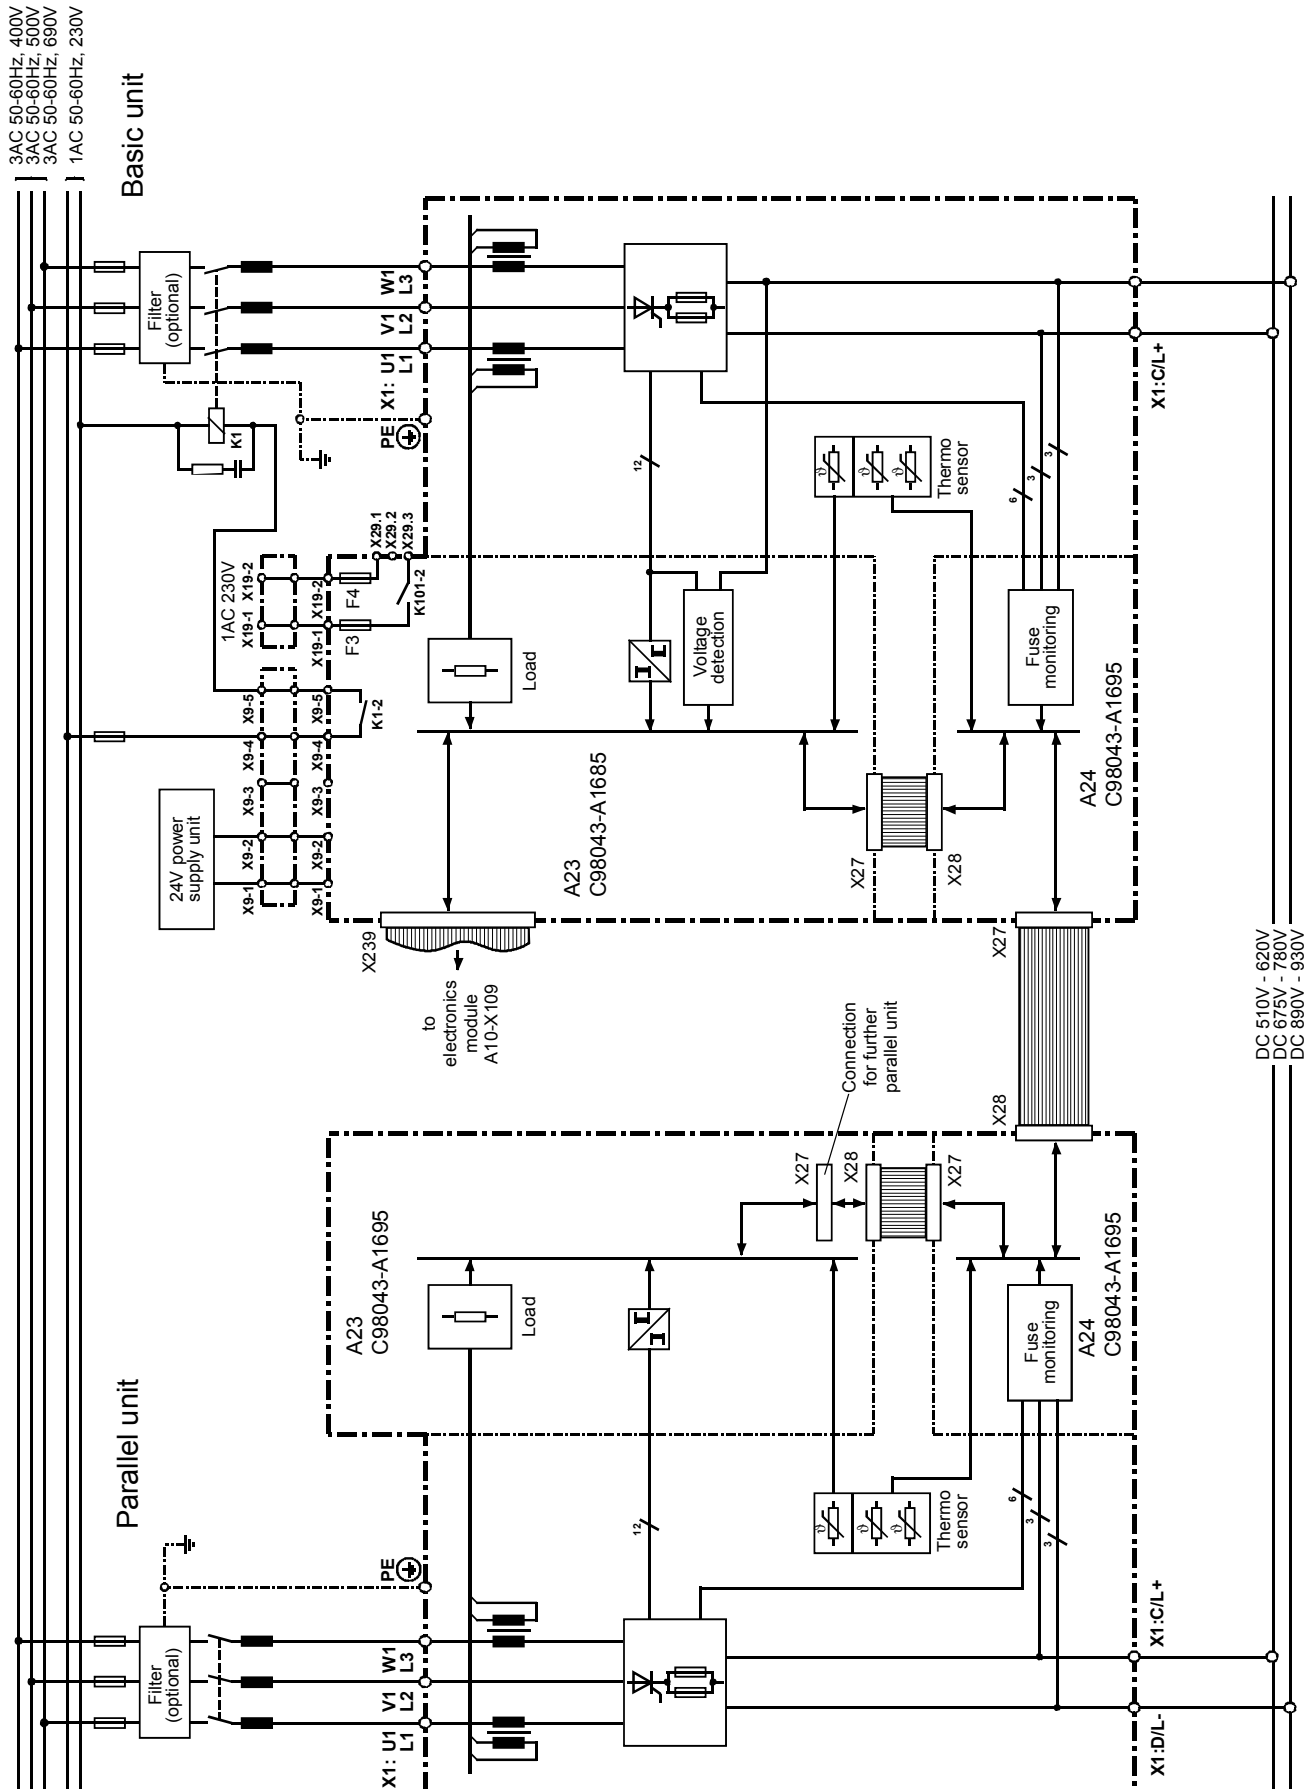 3AC 50-60Hz, 400V
3AC 50-60Hz, 500V
3AC 50-60Hz, 690V
1AC 50-60Hz, 230V
Basic unit
Filter
(optional)
K1
PE
X1: U1 V1 W1
L1 L2 L3
1AC 230V
X19-1 X19-2
X19-1 X19-2
F3 F4
X29.1
X29.2
X29.3
K101-2
24V power
supply unit
X9-1 X9-2 X9-3 X9-4 X9-5
X9-1 X9-2 X9-3 X9-4 X9-5
K1-2
Load
12
Voltage
detection
ϑ
ϑ
ϑ
Thermo
sensor
6
3
3
Fuse
monitoring
X1:C/L+
A23
C98043-A1685
A24
C98043-A1695
X27
X28
X239
to
electronics
module
A10-X109
X27
X28
Connection
for further
parallel unit
DC 510V - 620V
DC 675V - 780V
DC 890V - 930V
Parallel unit
Filter
(optional)
PE
X1: U1 V1 W1
L1 L2 L3
A23
C98043-A1695
Load
12
X27
X28
X27
ϑ
ϑ
ϑ
Thermo
sensor
6
3
3
Fuse
monitoring
A24
C98043-A1695
X1:D/L-
X1:C/L+